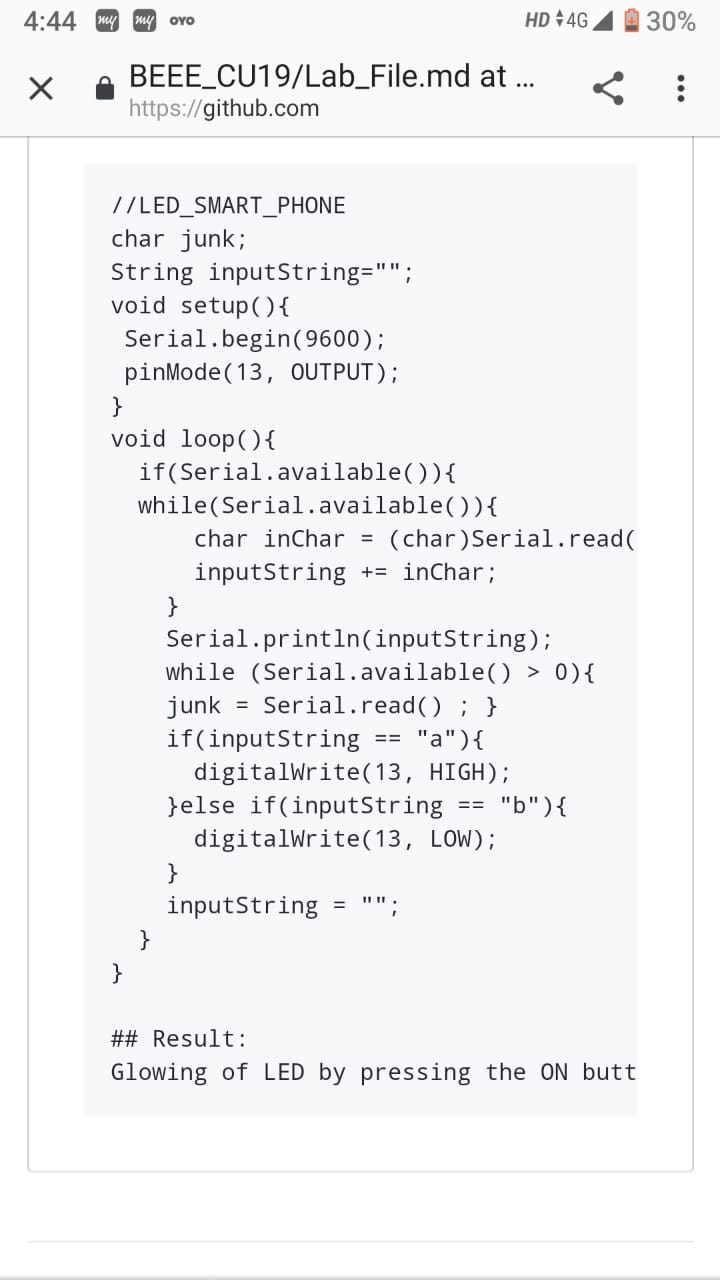 4:44 my my OYO HD 4G 30%
BEEE_CU19/Lab_File.md at ...
https://github.com
//LED_SMART_PHONE
char junk;
String inputString="";
void setup(){
 Serial.begin(9600);
 pinMode(13, OUTPUT);
}
void loop(){
  if(Serial.available()){
  while(Serial.available()){
      char inChar = (char)Serial.read(
      inputString += inChar;
    }
    Serial.println(inputString);
    while (Serial.available() > 0){
    junk = Serial.read() ; }
    if(inputString == "a"){
      digitalWrite(13, HIGH);
    }else if(inputString == "b"){
      digitalWrite(13, LOW);
    }
    inputString = "";
  }
}
## Result:
Glowing of LED by pressing the ON butt